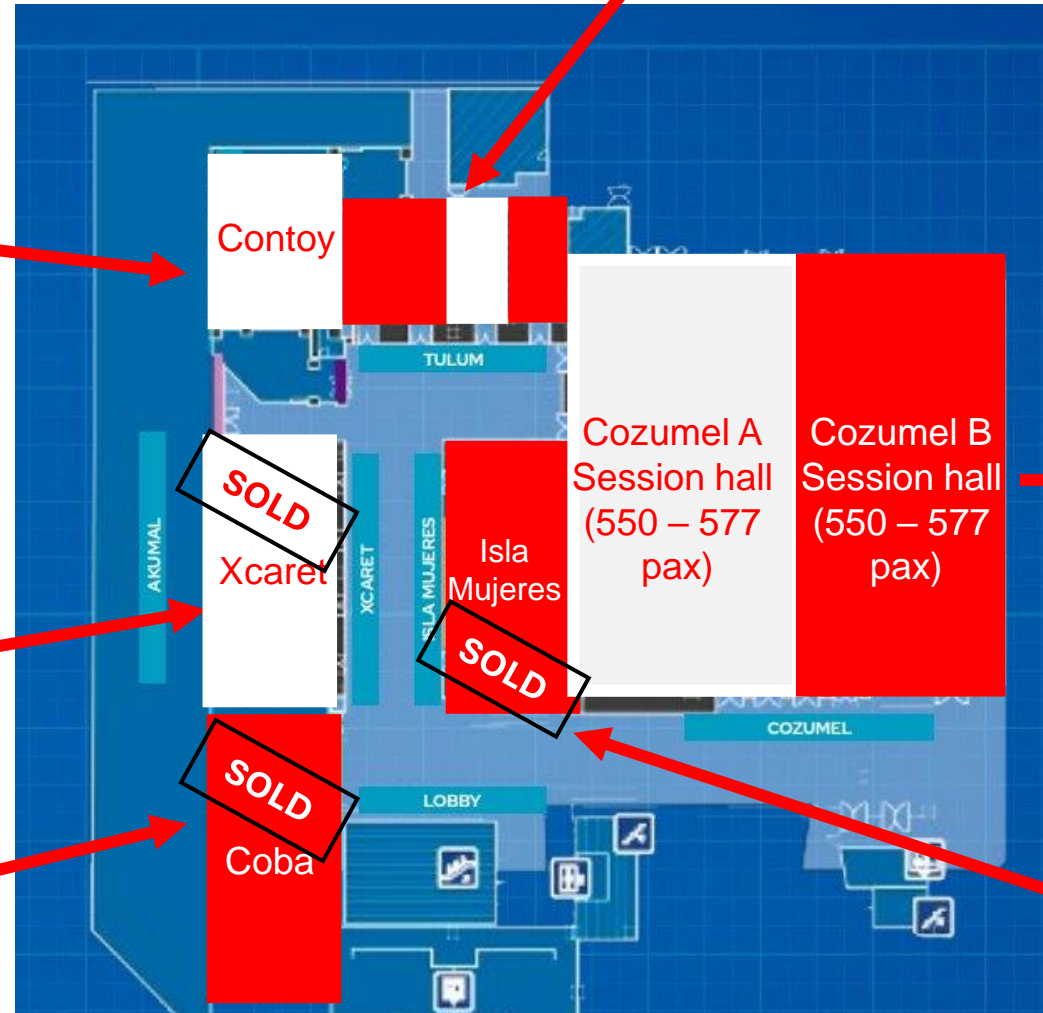 Contoy
TULUM
Cozumel A
Session hall
(550 – 577
pax)
Cozumel B
Session hall
(550 – 577
pax)
SOLD
Xcaret
AKUMAL
XCARET
ISLA MUJERES
Isla
Mujeres
SOLD
COZUMEL
SOLD
Coba
LOBBY